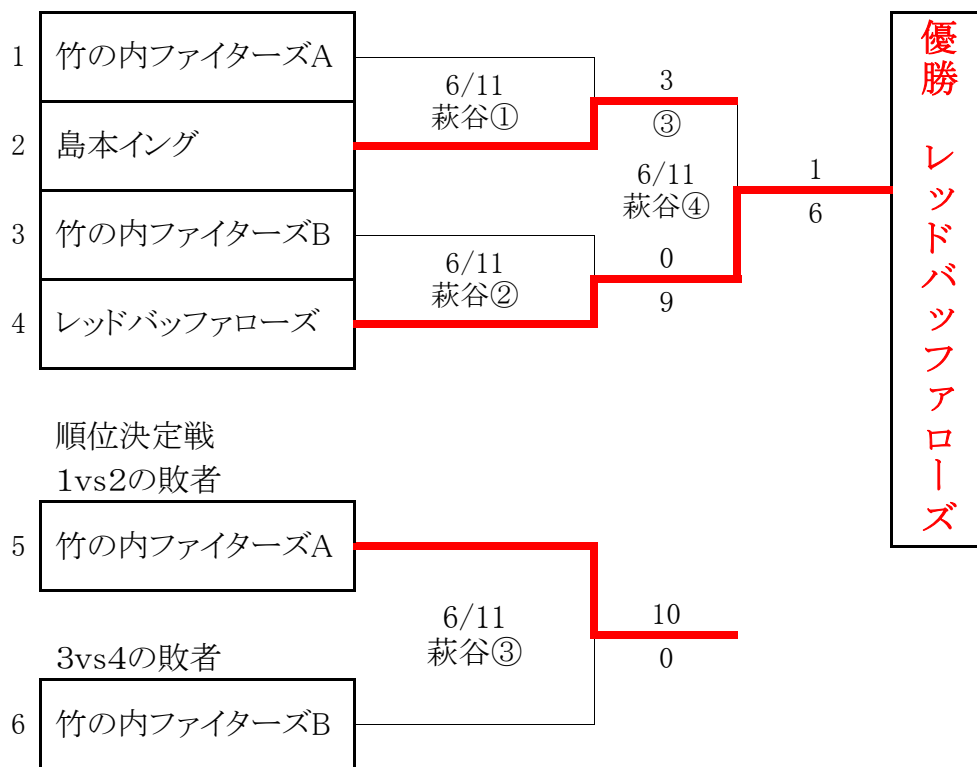 1 竹の内ファイターズA
6/11
萩谷①
3
③
2 島本イング
6/11
萩谷④
1
6
3 竹の内ファイターズB
6/11
萩谷②
0
9
4 レッドバッファローズ
優勝 レッドバッファローズ
順位決定戦
1vs2の敗者
5 竹の内ファイターズA
6/11
萩谷③
10
0
3vs4の敗者
6 竹の内ファイターズB